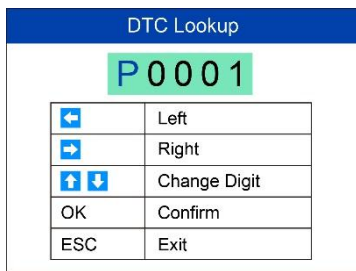 DTC Lookup
P0001
Left
Right
Change Digit
OK Confirm
ESC Exit